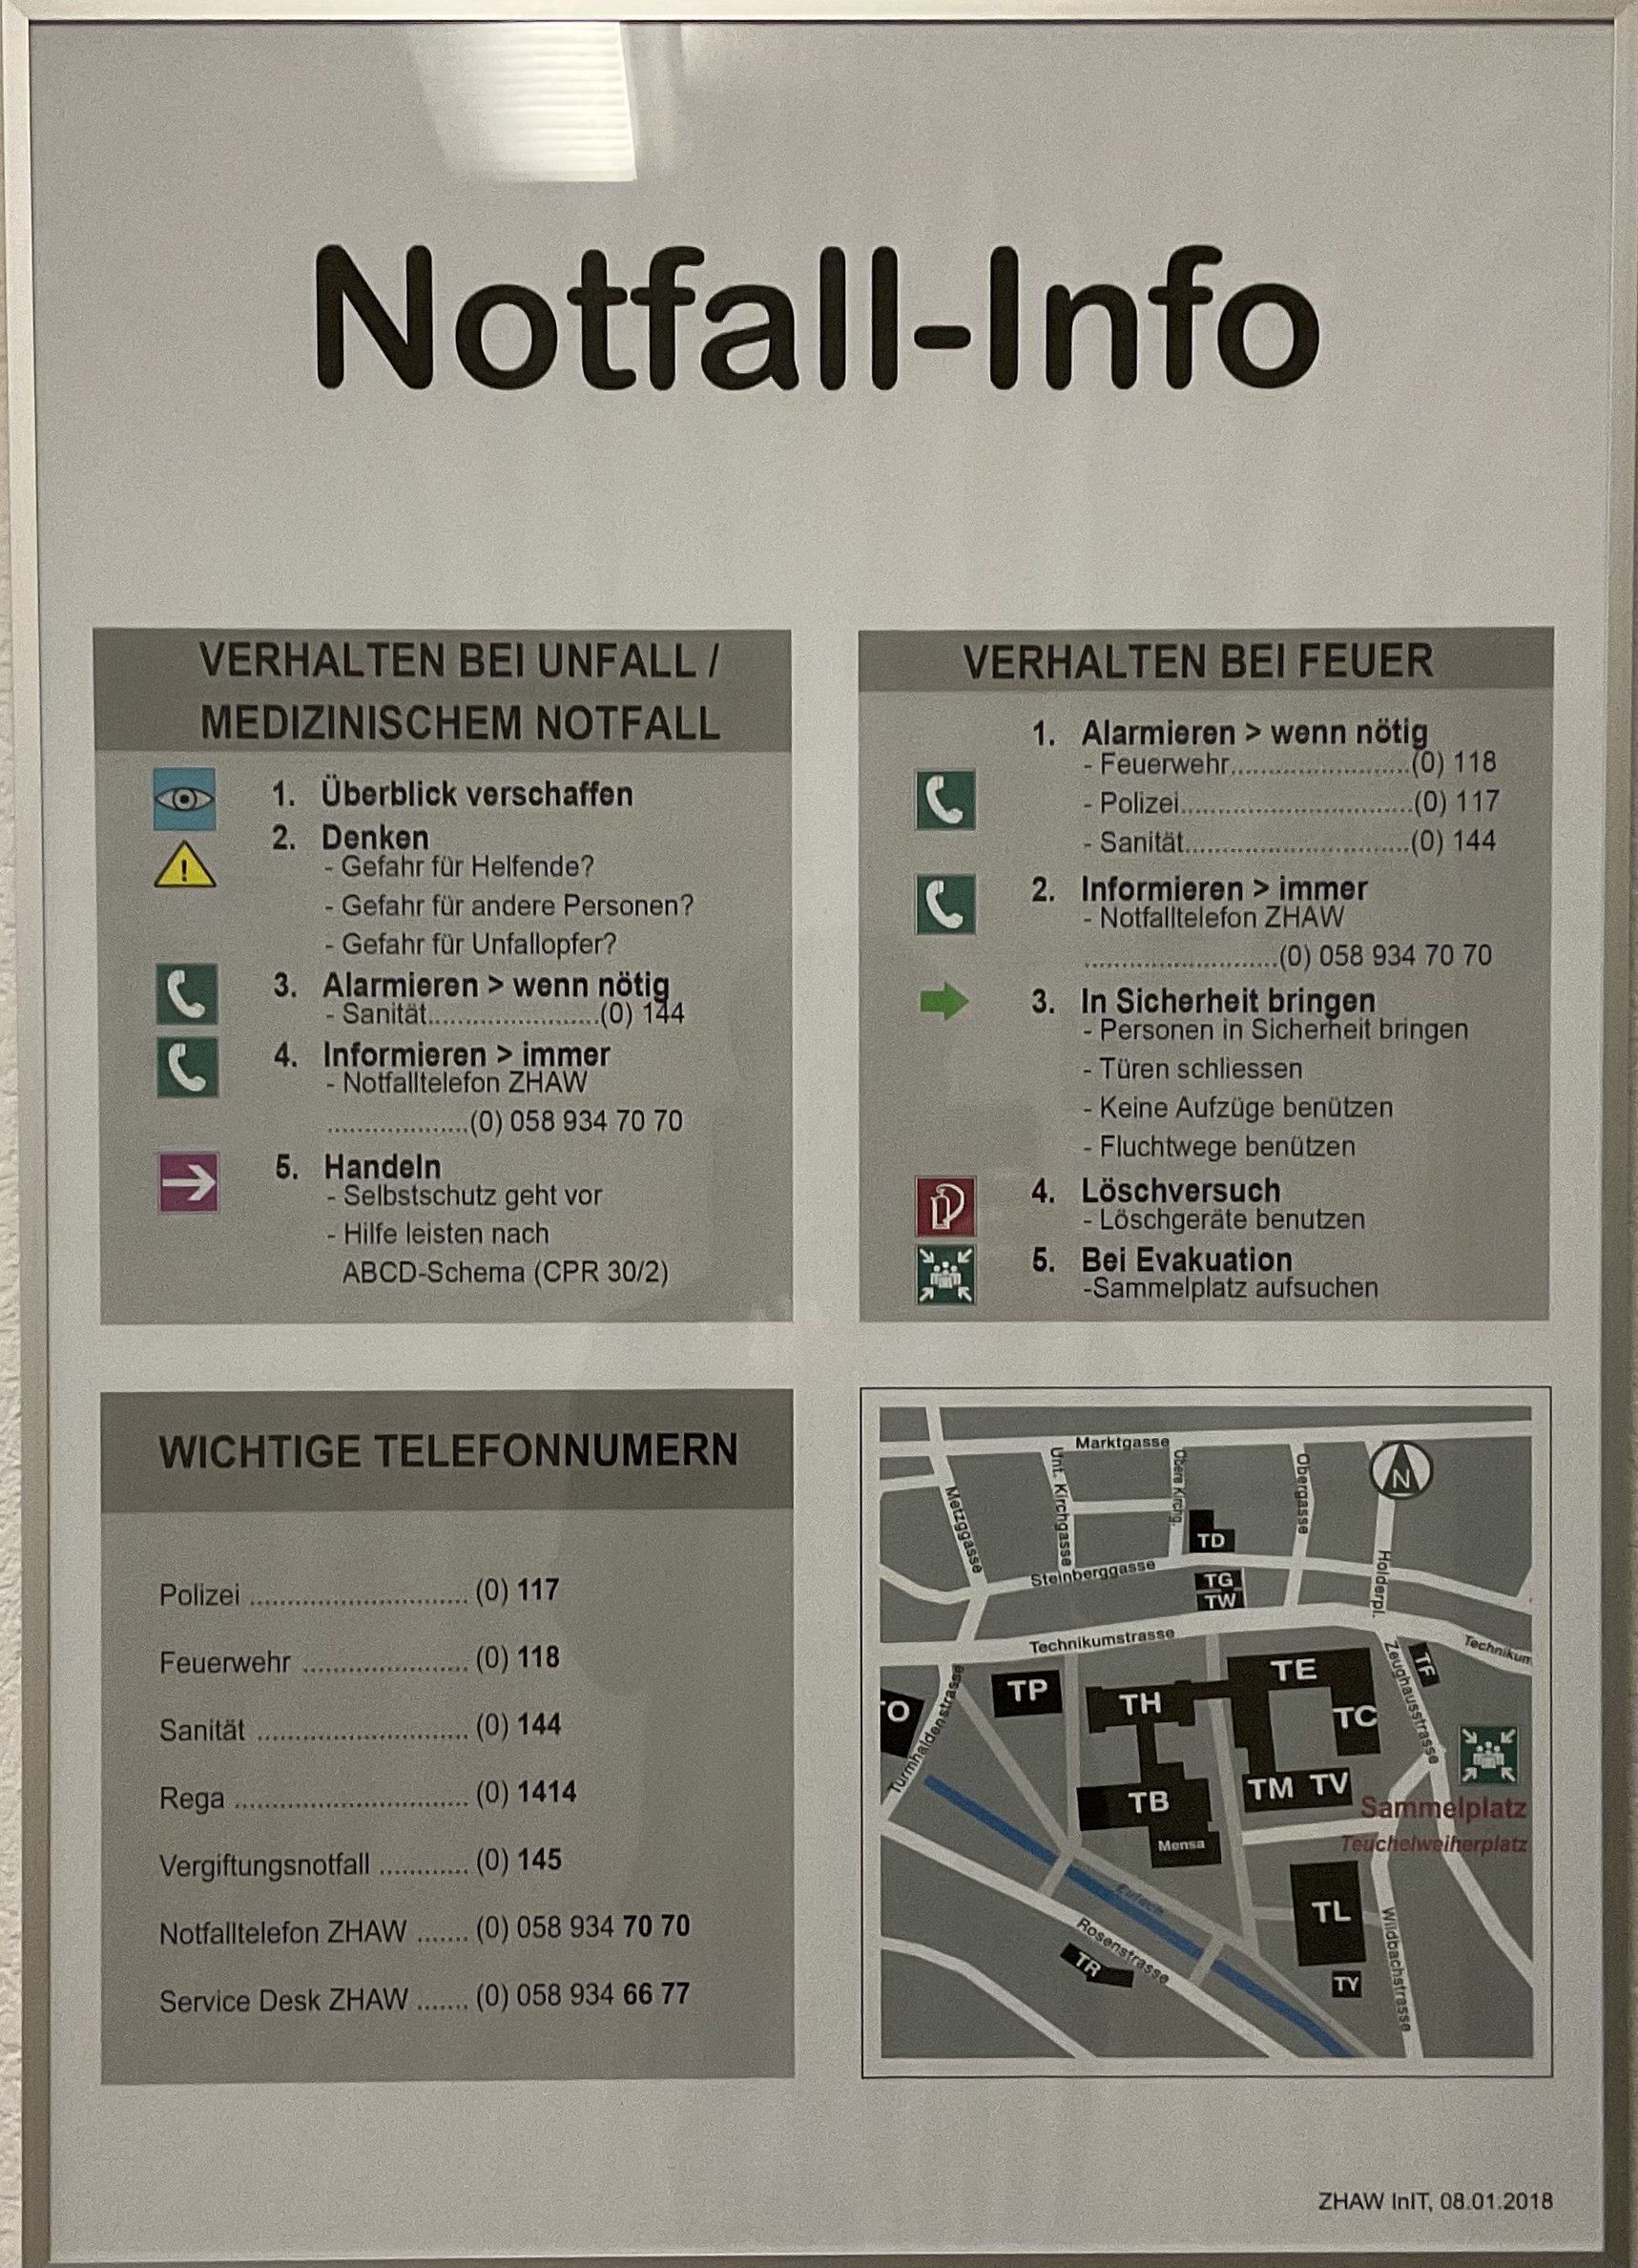 Notfall-Info
VERHALTEN BEI UNFALL /
MEDIZINISCHEM NOTFALL
1. Überblick verschaffen
2. Denken
- Gefahr für Helfende?
- Gefahr für andere Personen?
- Gefahr für Unfallopfer?
3. Alarmieren > wenn nötig
- Sanität......................(0) 144
4. Informieren > immer
- Notfalltelefon ZHAW
..................(0) 058 934 70 70
5. Handeln
- Selbstschutz geht vor
- Hilfe leisten nach
ABCD-Schema (CPR 30/2)
VERHALTEN BEI FEUER
1. Alarmieren > wenn nötig
- Feuerwehr.......................(0) 118
- Polizei..............................(0) 117
- Sanität.............................(0) 144
2. Informieren > immer
- Notfalltelefon ZHAW
.........................(0) 058 934 70 70
3. In Sicherheit bringen
- Personen in Sicherheit bringen
- Türen schliessen
- Keine Aufzüge benützen
- Fluchtwege benützen
4. Löschversuch
- Löschgeräte benutzen
5. Bei Evakuation
-Sammelplatz aufsuchen
WICHTIGE TELEFONNUMERN
Polizei ............................ (0) 117
Feuerwehr ..................... (0) 118
Sanität ........................... (0) 144
Rega .............................. (0) 1414
Vergiftungsnotfall ............ (0) 145
Notfalltelefon ZHAW ....... (0) 058 934 70 70
Service Desk ZHAW ....... (0) 058 934 66 77
Marktgasse
N
Metzggasse
Unt. Kirchgasse
Obere Kirchg.
Obergasse
Holderpl.
TD
Steinberggasse
TG
TW
Technikumstrasse
Technikum
Zeughausstrasse
TF
TO
Turmhaldenstrasse
TP
TH
TE
TC
TB
TM TV
Mensa
Sammelplatz
Teuchelweiherplatz
Eulach
TL
Rosenstrasse
TR
TY
Wildbachstrasse
ZHAW InIT, 08.01.2018